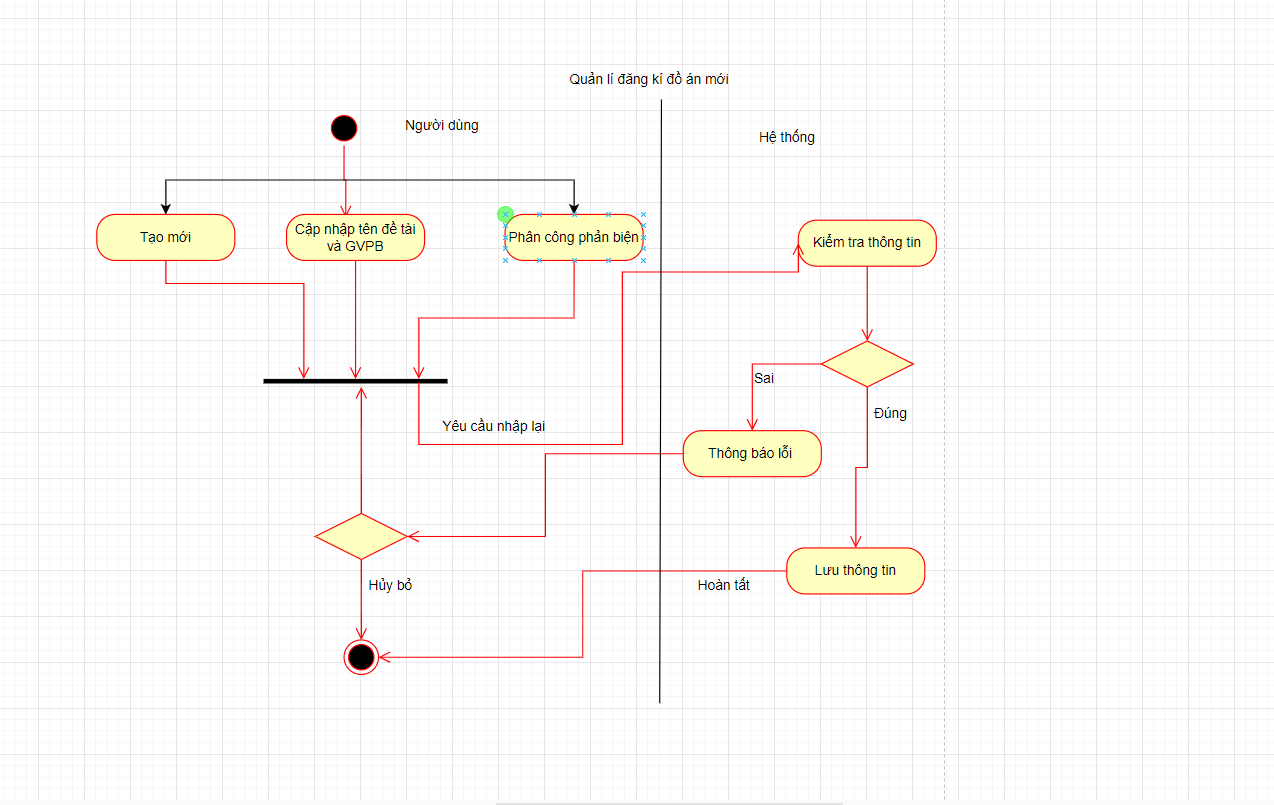 Quản lí đăng kí đồ án mới
Người dùng
Hệ thống
Tạo mới
Cập nhập tên đề tài
và GVPB
Phân công phản biện
Kiểm tra thông tin
Sai
Đúng
Yêu cầu nhập lại
Thông báo lỗi
Lưu thông tin
Hủy bỏ
Hoàn tất